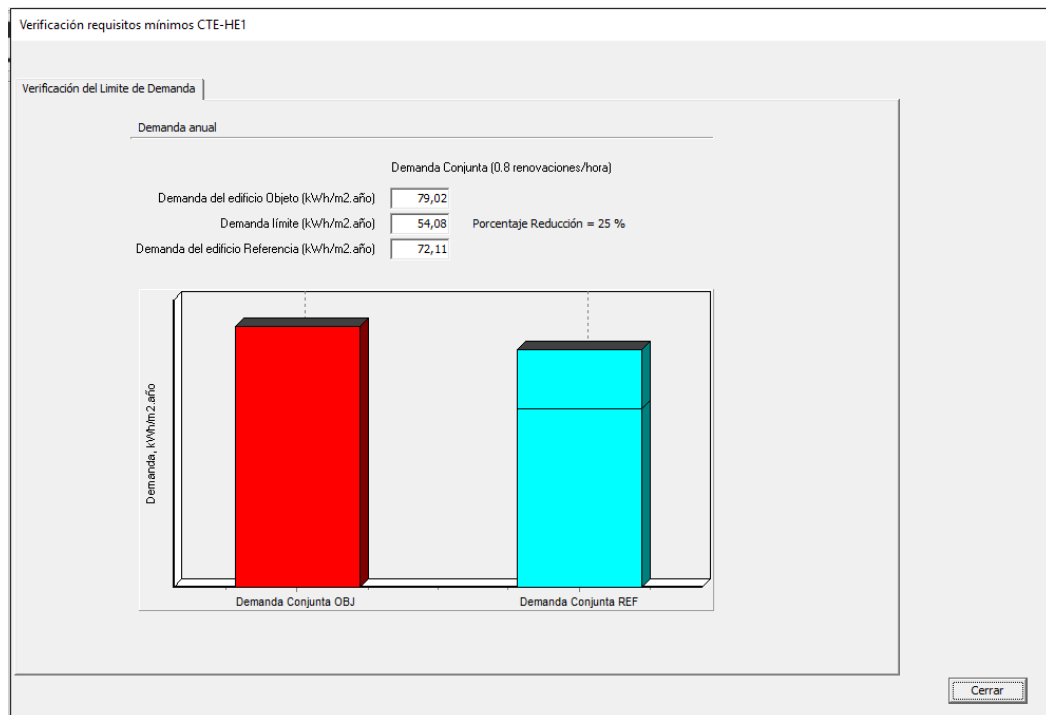 Verificación requisitos mínimos CTE-HE1
Verificación del Limite de Demanda
Demanda anual
Demanda Conjunta (0.8 renovaciones/hora)
Demanda del edificio Objeto (kWh/m2.año) 79,02
Demanda límite (kWh/m2.año) 54,08 Porcentaje Reducción = 25 %
Demanda del edificio Referencia (kWh/m2.año) 72,11
Demanda, kWh/m2.año
Demanda Conjunta OBJ Demanda Conjunta REF
Cerrar